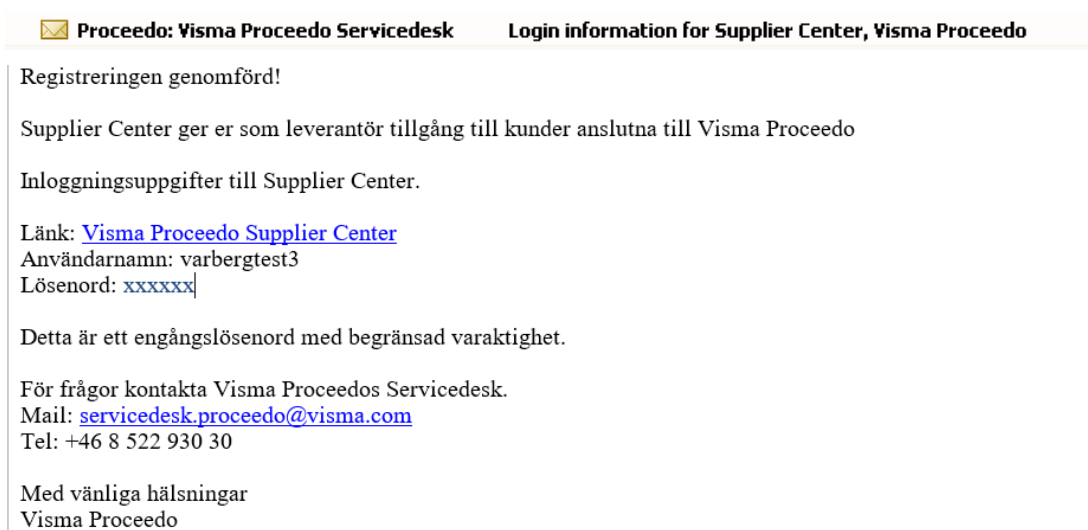 Proceedo: Visma Proceedo Servicedesk Login information for Supplier Center, Visma Proceedo
Registreringen genomförd!
Supplier Center ger er som leverantör tillgång till kunder anslutna till Visma Proceedo
Inloggningsuppgifter till Supplier Center.
Länk: Visma Proceedo Supplier Center
Användarnamn: varbergtest3
Lösenord: xxxxxx
Detta är ett engångslösenord med begränsad varaktighet.
För frågor kontakta Visma Proceedos Servicedesk.
Mail: servicedesk.proceedo@visma.com
Tel: +46 8 522 930 30
Med vänliga hälsningar
Visma Proceedo